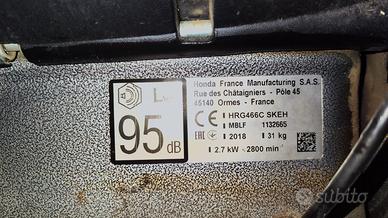 Honda France Manufacturing S.A.S.
Rue des Châtaigniers - Pôle 45
45140 Ormes - France
CE HRG466C SKEH
MBLF 1132665
EAC 2018 31 kg
2.7 kW - 2800 min⁻¹
L
95 dB
subito